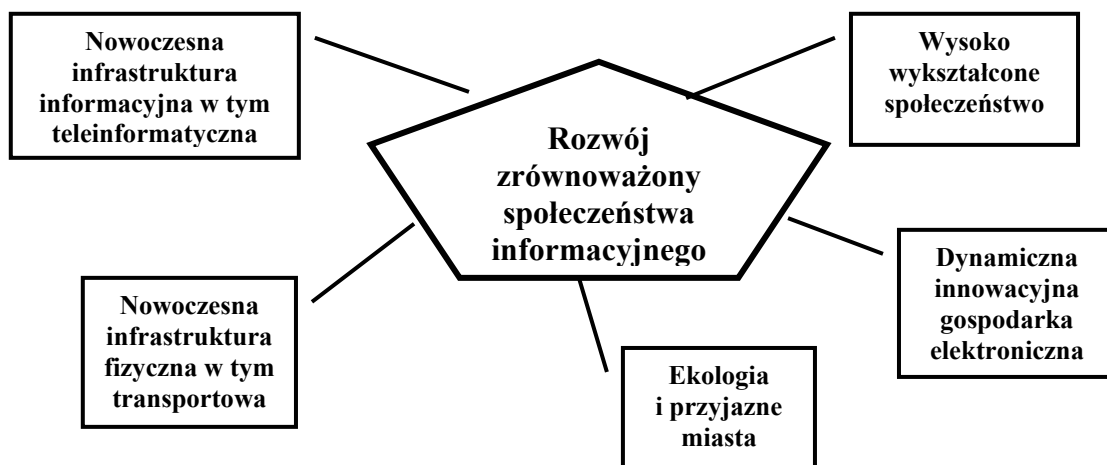 Nowoczesna
infrastruktura
informacyjna w tym
teleinformatyczna
Wysoko
wykształcone
społeczeństwo
Rozwój
zrównoważony
społeczeństwa
informacyjnego
Nowoczesna
infrastruktura
fizyczna w tym
transportowa
Ekologia
i przyjazne
miasta
Dynamiczna
innowacyjna
gospodarka
elektroniczna